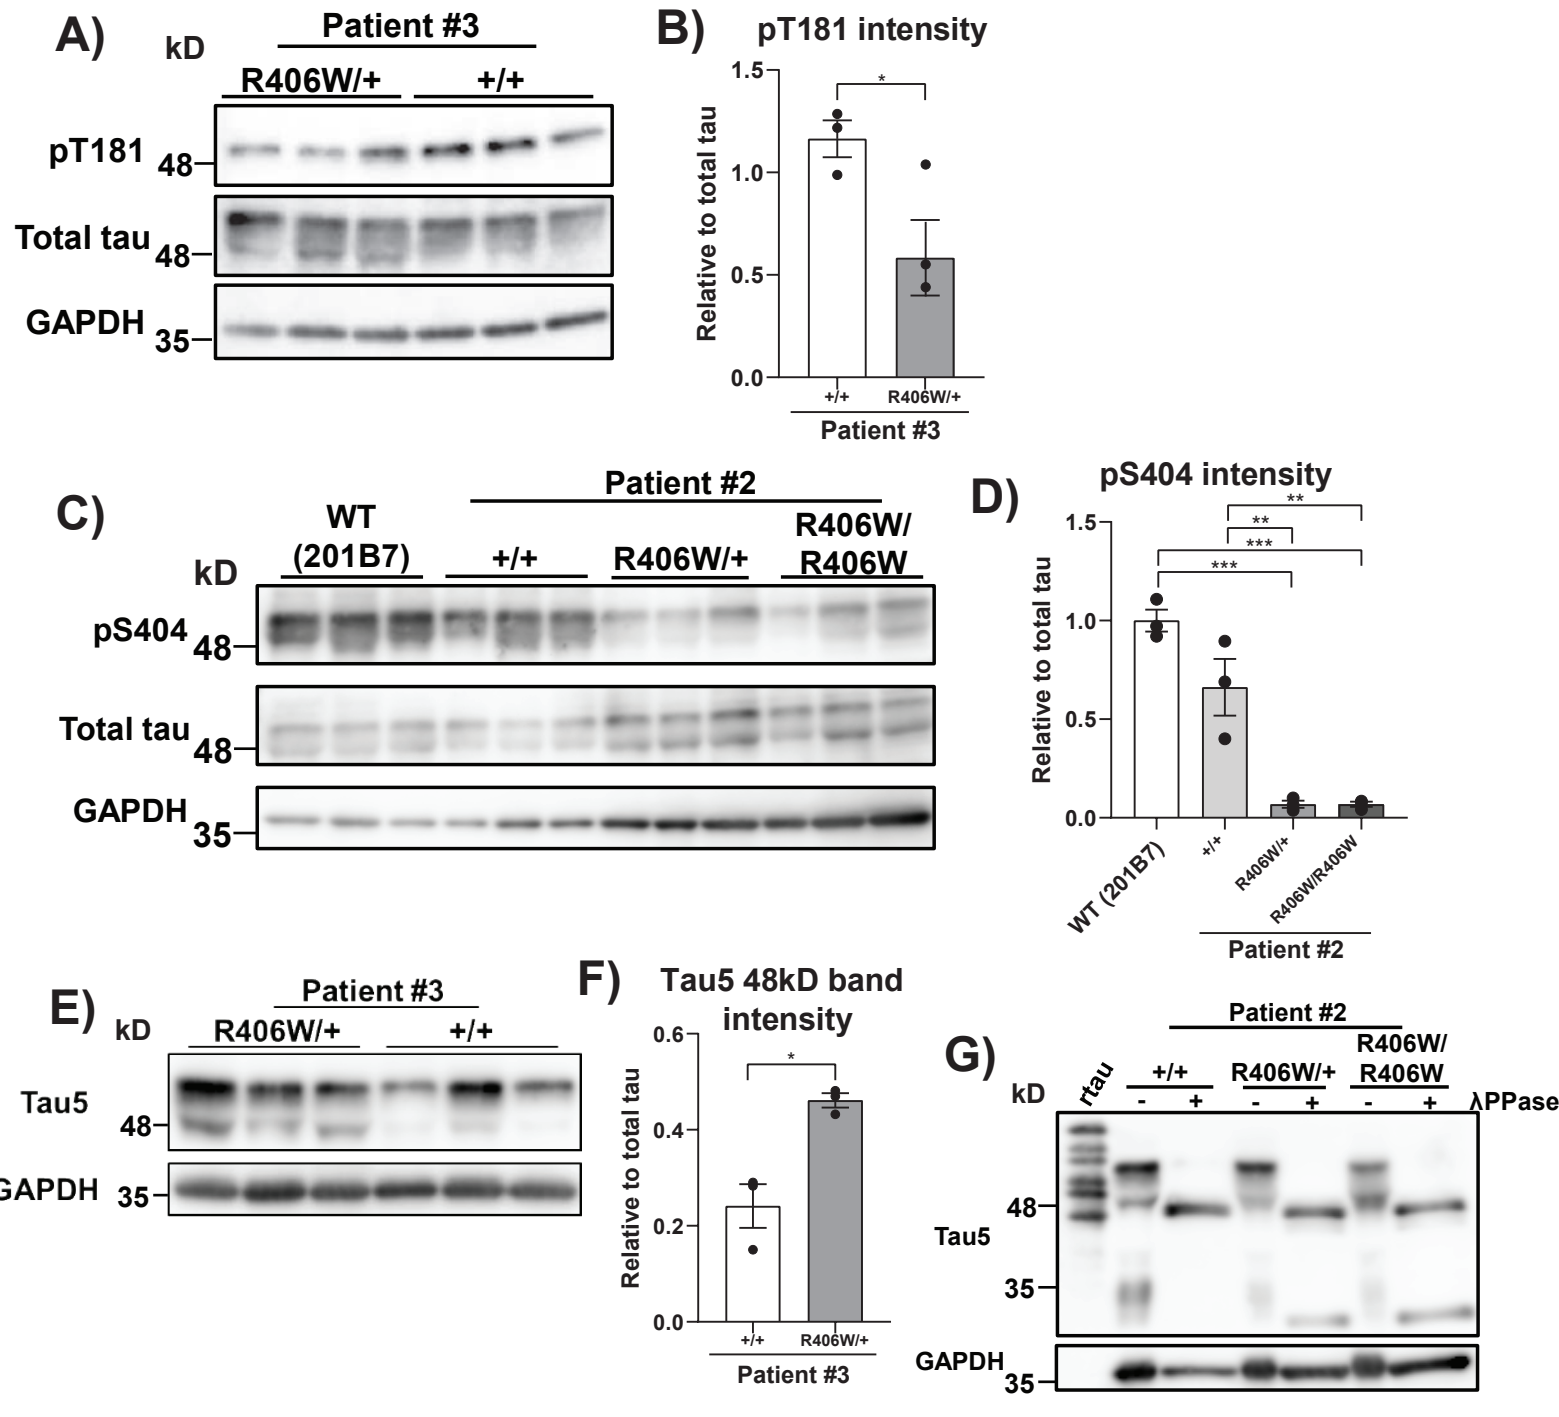 A)
Patient #3
kD
R406W/+ +/+
pT181
48
Total tau
48
GAPDH
35
B)
pT181 intensity
*
Relative to total tau
1.5
1.0
0.5
0.0
+/+ R406W/+
Patient #3
C)
Patient #2
WT
(201B7)
+/+
R406W/+
R406W/
R406W
kD
pS404
48
Total tau
48
GAPDH
35
D)
pS404 intensity
**
**
***
***
Relative to total tau
1.5
1.0
0.5
0.0
WT (201B7)
+/+
R406W/+
R406W/R406W
Patient #2
E)
Patient #3
kD
R406W/+ +/+
Tau5
48
GAPDH
35
F)
Tau5 48kD band
intensity
*
Relative to total tau
0.6
0.4
0.2
0.0
+/+ R406W/+
Patient #3
G)
Patient #2
kD
rtau
+/+
R406W/+
R406W/
R406W
- + - + - + λPPase
48
Tau5
35
GAPDH
35